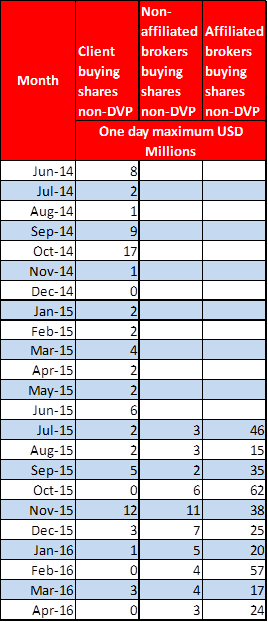 Month
Client buying shares non-DVP
Non-affiliated brokers buying shares non-DVP
Affiliated brokers buying shares non-DVP
One day maximum USD Millions
Jun-14 8
Jul-14 2
Aug-14 1
Sep-14 9
Oct-14 17
Nov-14 1
Dec-14 0
Jan-15 2
Feb-15 2
Mar-15 4
Apr-15 2
May-15 2
Jun-15 6
Jul-15 2 3 46
Aug-15 2 3 15
Sep-15 5 2 35
Oct-15 0 6 62
Nov-15 12 11 38
Dec-15 3 7 25
Jan-16 1 5 20
Feb-16 0 4 57
Mar-16 3 4 17
Apr-16 0 3 24